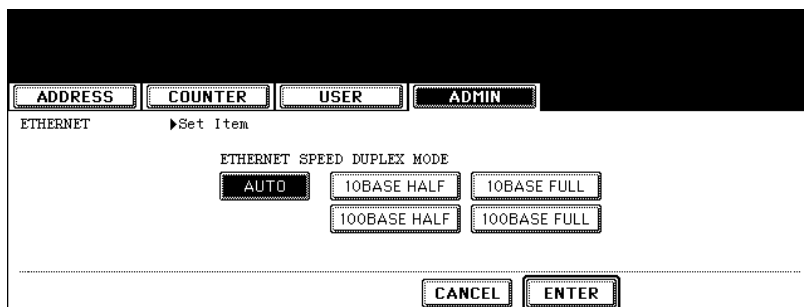 ADDRESS COUNTER USER ADMIN
ETHERNET ▶Set Item
ETHERNET SPEED DUPLEX MODE
AUTO 10BASE HALF 10BASE FULL
100BASE HALF 100BASE FULL
CANCEL ENTER